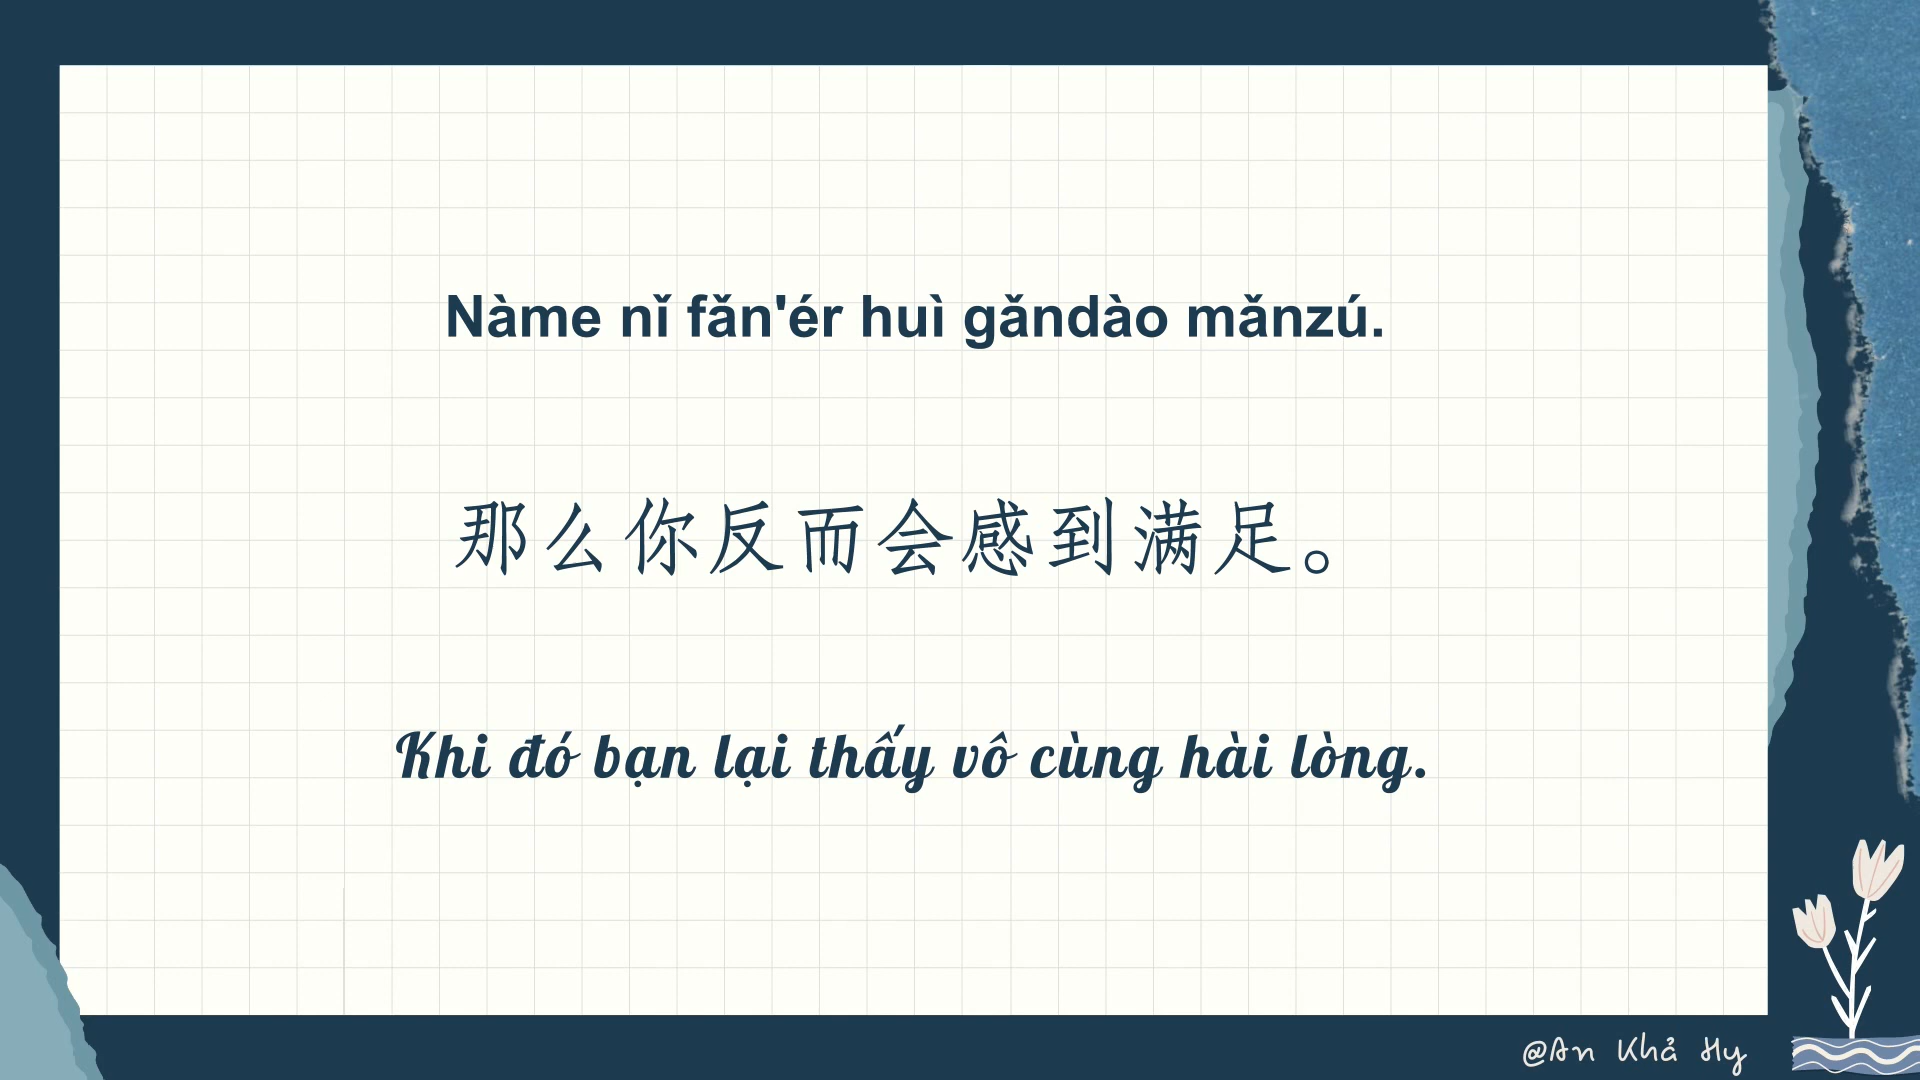 Nàme nǐ fǎn'ér huì gǎndào mǎnzú.
那么你反而会感到满足。
Khi đó bạn lại thấy vô cùng hài lòng.
@An Khả Hy